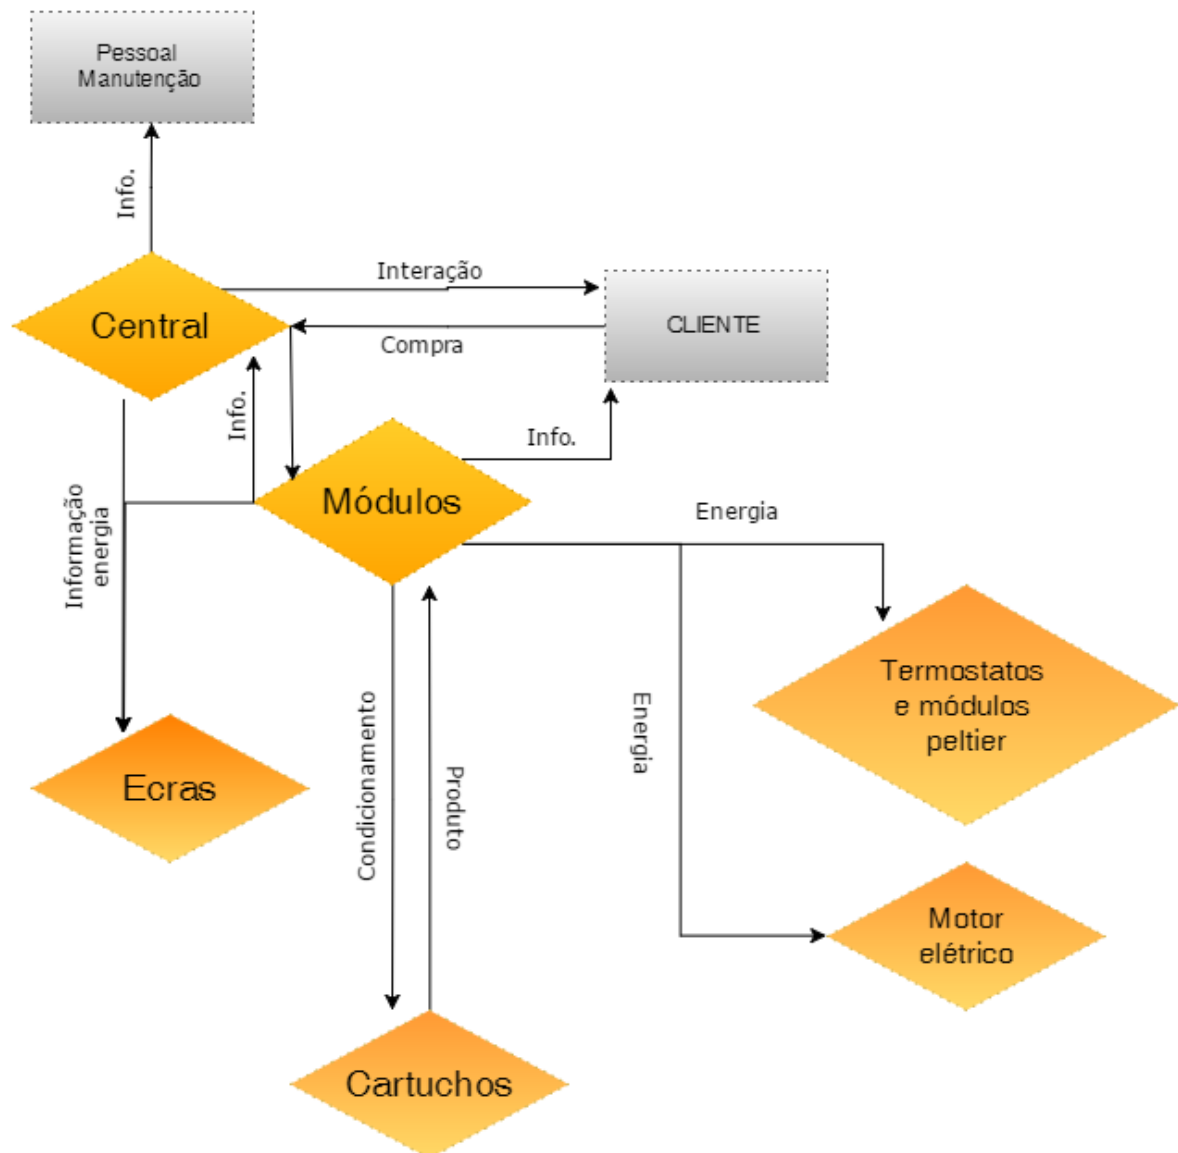 Pessoal
Manutenção
Info.
Interação
Central
CLIENTE
Compra
Info.
Info.
Módulos
Energia
Informação
energia
Termostatos
e módulos
peltier
Energia
Condicionamento
Produto
Ecras
Motor
elétrico
Cartuchos